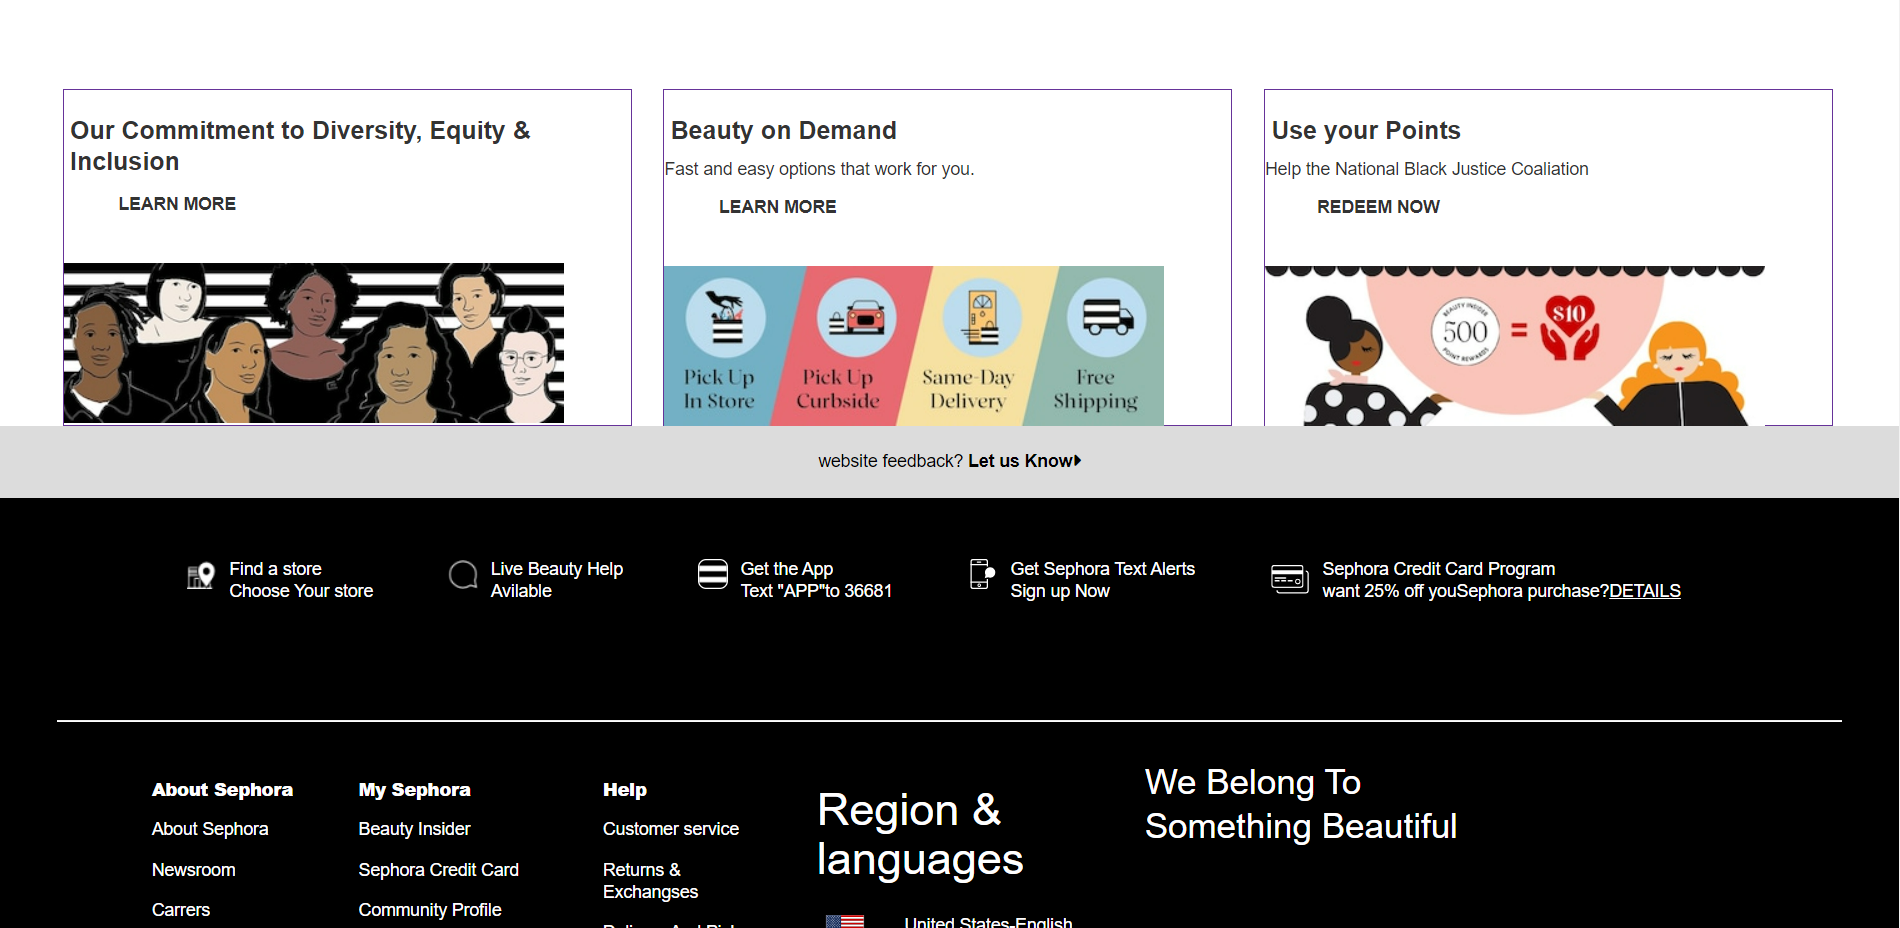 Our Commitment to Diversity, Equity &
Inclusion
LEARN MORE
Beauty on Demand
Fast and easy options that work for you.
LEARN MORE
Pick Up
In Store
Pick Up
Curbside
Same-Day
Delivery
Free
Shipping
Use your Points
Help the National Black Justice Coaliation
REDEEM NOW
BEAUTY INSIDER
500
POINT REWARDS
=
$10
website feedback? Let us Know
Find a store
Choose Your store
Live Beauty Help
Avilable
Get the App
Text "APP"to 36681
Get Sephora Text Alerts
Sign up Now
Sephora Credit Card Program
want 25% off youSephora purchase?DETAILS
About Sephora
About Sephora
Newsroom
Carrers
My Sephora
Beauty Insider
Sephora Credit Card
Community Profile
Help
Customer service
Returns &
Exchangses
Region &
languages
United States-English
We Belong To
Something Beautiful